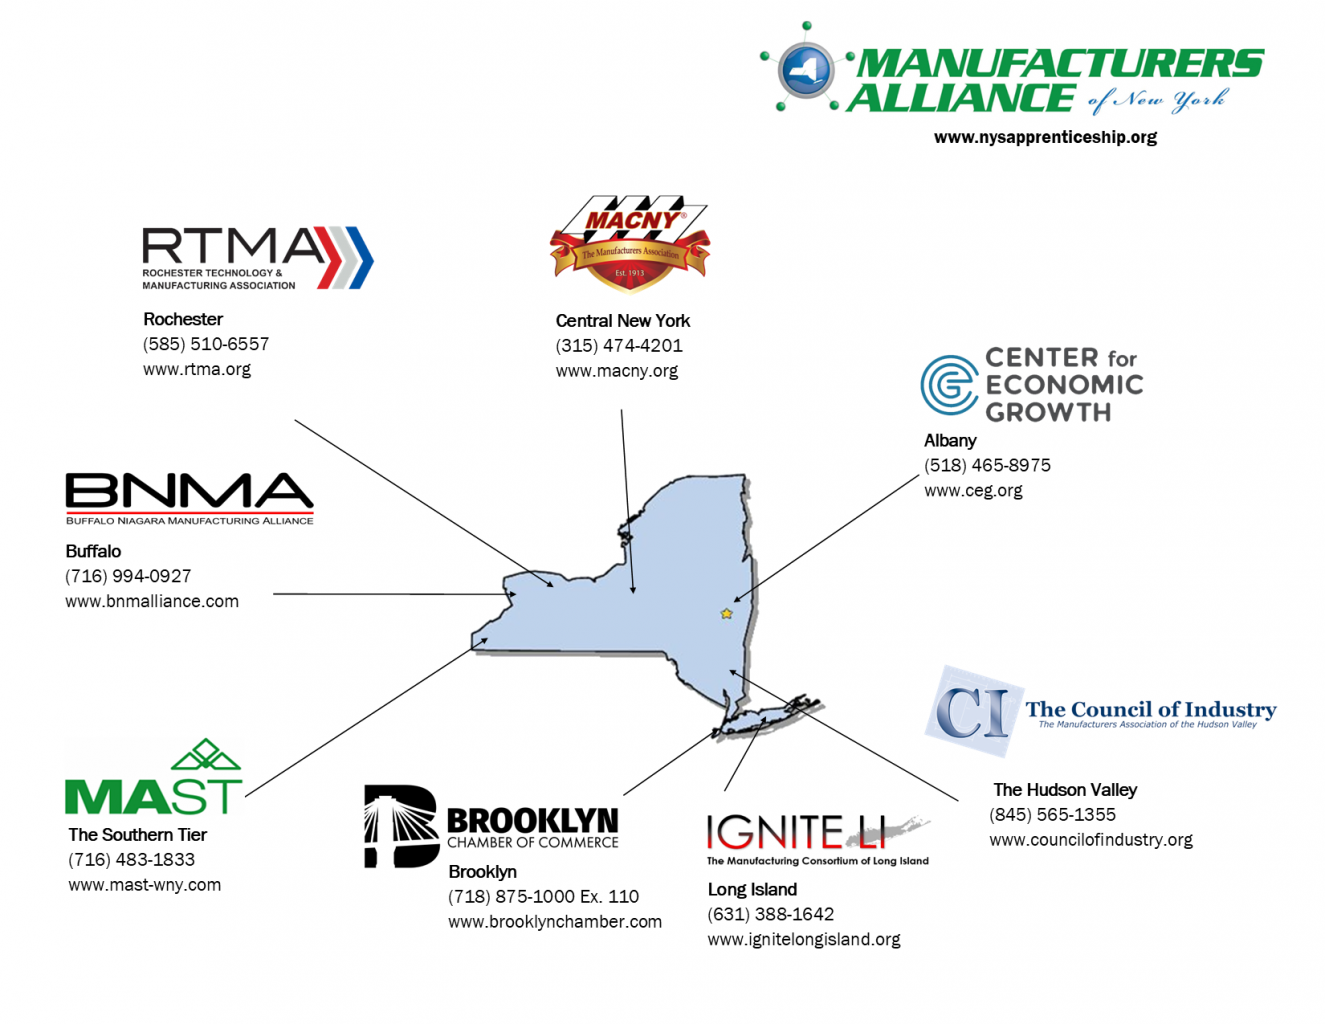 MANUFACTURERS
ALLIANCE of New York
www.nysapprenticeship.org
RTMA
ROCHESTER TECHNOLOGY &
MANUFACTURING ASSOCIATION
Rochester
(585) 510-6557
www.rtma.org
MACNY®
The Manufacturers Association
Est. 1913
Central New York
(315) 474-4201
www.macny.org
CENTER for
ECONOMIC
GROWTH
Albany
(518) 465-8975
www.ceg.org
BNMA
BUFFALO NIAGARA MANUFACTURING ALLIANCE
Buffalo
(716) 994-0927
www.bnmalliance.com
CI The Council of Industry
The Manufacturers Association of the Hudson Valley
The Hudson Valley
(845) 565-1355
www.councilofindustry.org
MAST
The Southern Tier
(716) 483-1833
www.mast-wny.com
B BROOKLYN
CHAMBER OF COMMERCE
Brooklyn
(718) 875-1000 Ex. 110
www.brooklynchamber.com
IGNITE LI
The Manufacturing Consortium of Long Island
Long Island
(631) 388-1642
www.ignitelongisland.org